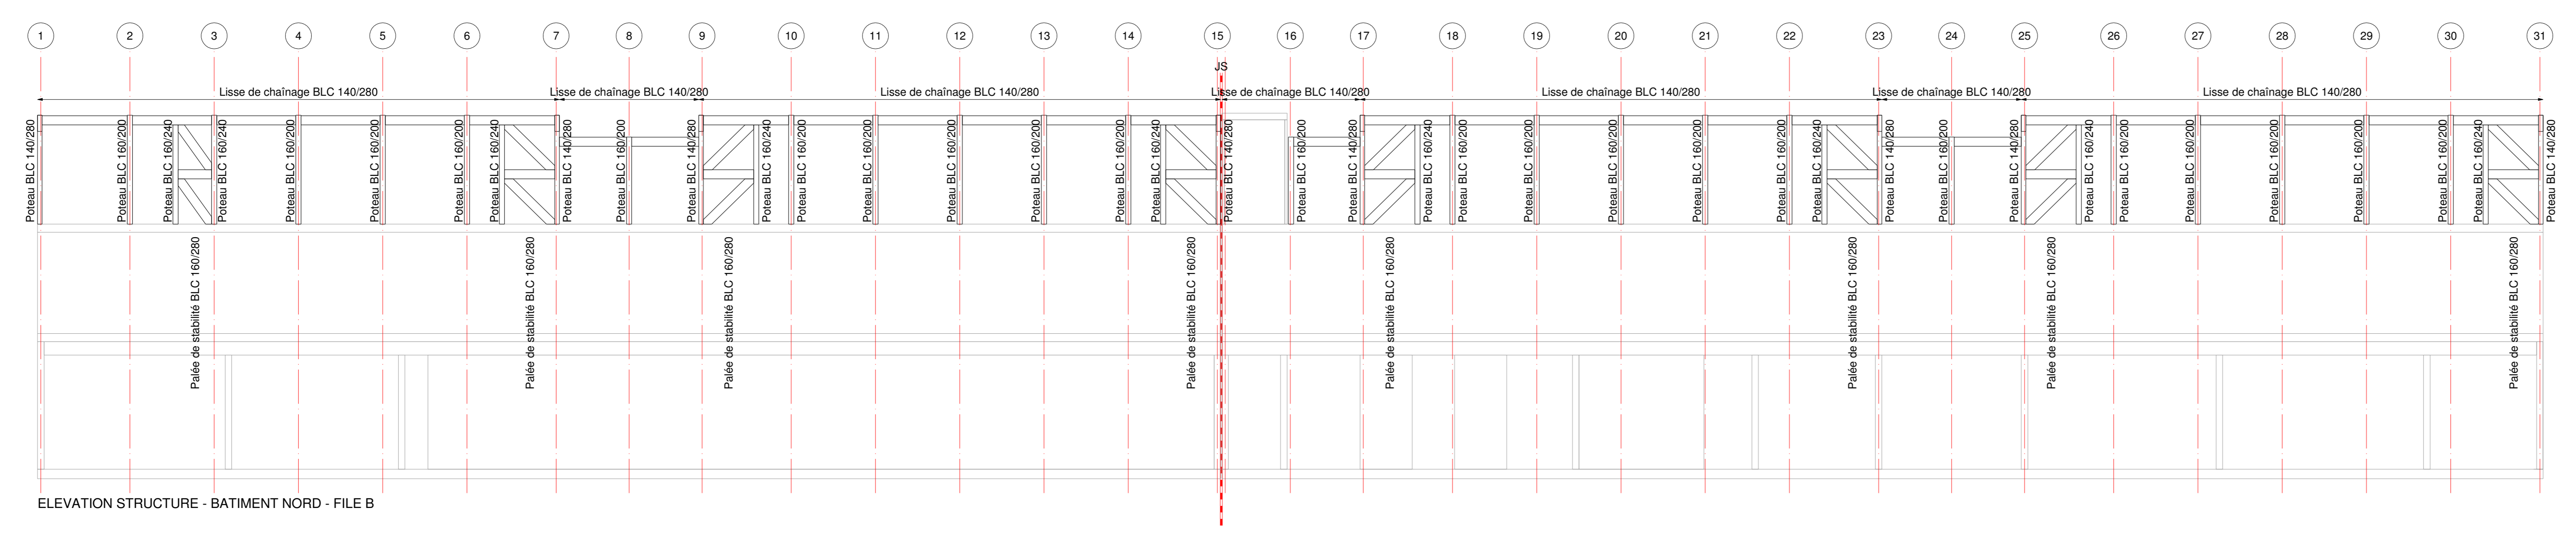 1 2 3 4 5 6 7 8 9 10 11 12 13 14 15 16 17 18 19 20 21 22 23 24 25 26 27 28 29 30 31
JS
Lisse de chaînage BLC 140/280
Lisse de chaînage BLC 140/280
Lisse de chaînage BLC 140/280
Lisse de chaînage BLC 140/280
Lisse de chaînage BLC 140/280
Lisse de chaînage BLC 140/280
Lisse de chaînage BLC 140/280
Poteau BLC 140/280
Poteau BLC 160/200
Poteau BLC 160/240
Poteau BLC 160/240
Poteau BLC 160/200
Poteau BLC 160/200
Poteau BLC 160/200
Poteau BLC 160/240
Poteau BLC 140/280
Poteau BLC 160/200
Poteau BLC 140/280
Poteau BLC 160/240
Poteau BLC 160/200
Poteau BLC 160/200
Poteau BLC 160/200
Poteau BLC 160/200
Poteau BLC 160/200
Poteau BLC 160/240
Poteau BLC 140/280
Poteau BLC 160/200
Poteau BLC 140/280
Poteau BLC 160/240
Poteau BLC 160/200
Poteau BLC 160/200
Poteau BLC 160/200
Poteau BLC 160/200
Poteau BLC 160/200
Poteau BLC 160/240
Poteau BLC 140/280
Poteau BLC 160/200
Poteau BLC 140/280
Poteau BLC 160/240
Poteau BLC 160/200
Poteau BLC 160/200
Poteau BLC 160/200
Poteau BLC 160/200
Poteau BLC 160/200
Poteau BLC 160/240
Poteau BLC 140/280
Palée de stabilité BLC 160/280
Palée de stabilité BLC 160/280
Palée de stabilité BLC 160/280
Palée de stabilité BLC 160/280
Palée de stabilité BLC 160/280
Palée de stabilité BLC 160/280
Palée de stabilité BLC 160/280
Palée de stabilité BLC 160/280
ELEVATION STRUCTURE - BATIMENT NORD - FILE B